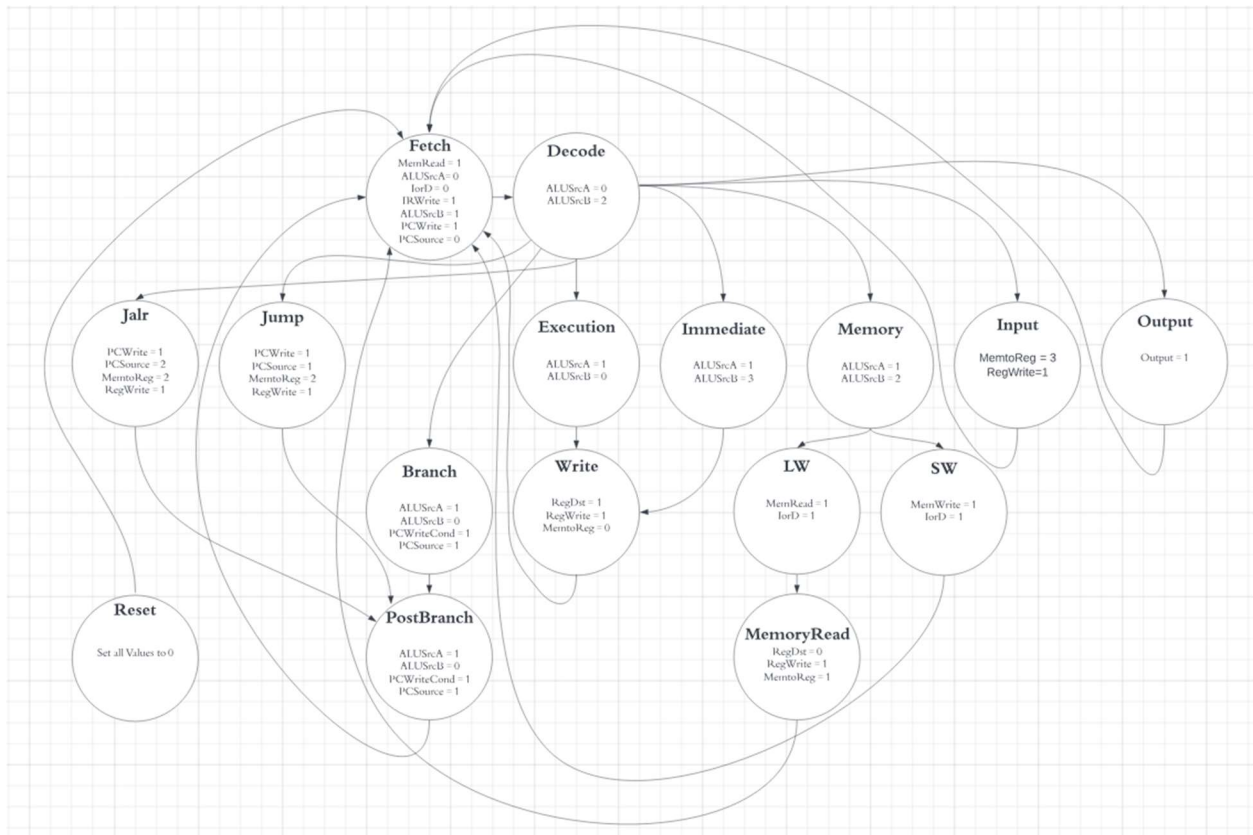 Fetch
MemRead = 1
ALUSrcA= 0
IorD = 0
IRWrite = 1
ALUSrcB = 1
PCWrite = 1
PCSource = 0
Decode
ALUSrcA = 0
ALUSrcB = 2
Jalr
PCWrite = 1
PCSource = 2
MemtoReg = 2
RegWrite = 1
Jump
PCWrite = 1
PCSource = 1
MemtoReg = 2
RegWrite = 1
Execution
ALUSrcA = 1
ALUSrcB = 0
Immediate
ALUSrcA = 1
ALUSrcB = 3
Memory
ALUSrcA = 1
ALUSrcB = 2
Input
MemtoReg = 3
RegWrite=1
Output
Output = 1
Branch
ALUSrcA = 1
ALUSrcB = 0
PCWriteCond = 1
PCSource = 1
Write
RegDst = 1
RegWrite = 1
MemtoReg = 0
LW
MemRead = 1
IorD = 1
SW
MemWrite = 1
IorD = 1
Reset
Set all Values to 0
PostBranch
ALUSrcA = 1
ALUSrcB = 0
PCWriteCond = 1
PCSource = 1
MemoryRead
RegDst = 0
RegWrite = 1
MemtoReg = 1